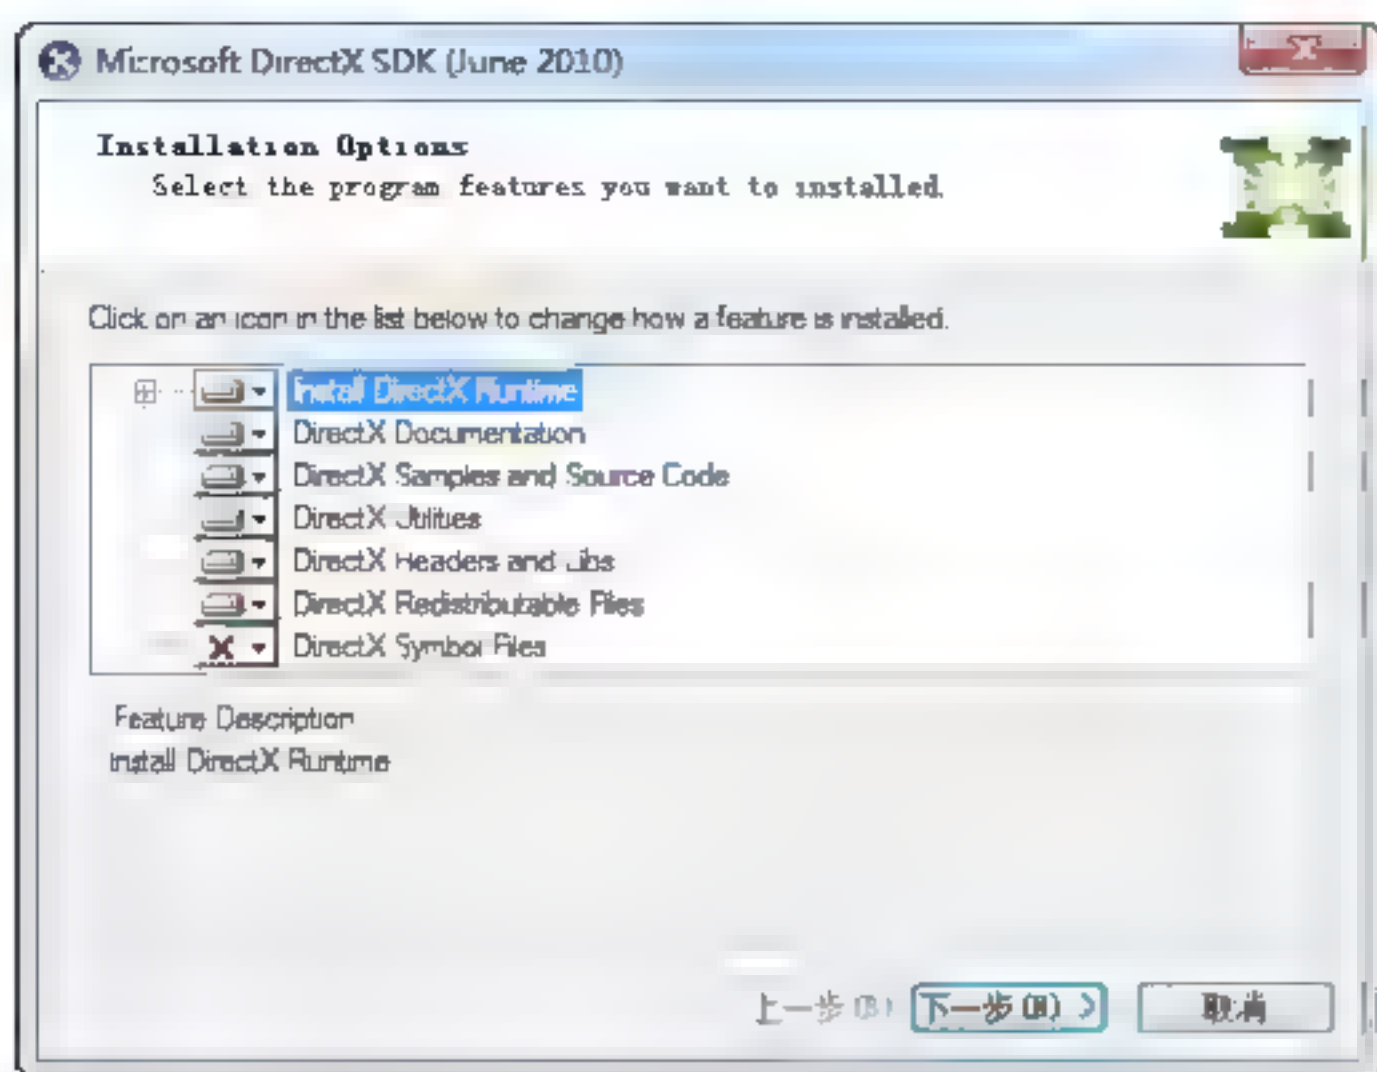 Microsoft DirectX SDK (June 2010)
Installation Options
Select the program features you want to installed.
Click on an icon in the list below to change how a feature is installed.
Install DirectX Runtime
DirectX Documentation
DirectX Samples and Source Code
DirectX Utilities
DirectX Headers and Libs
DirectX Redistributable Files
DirectX Symbol Files
Feature Description
Install DirectX Runtime
上一步(B) 下一步(N) > 取消